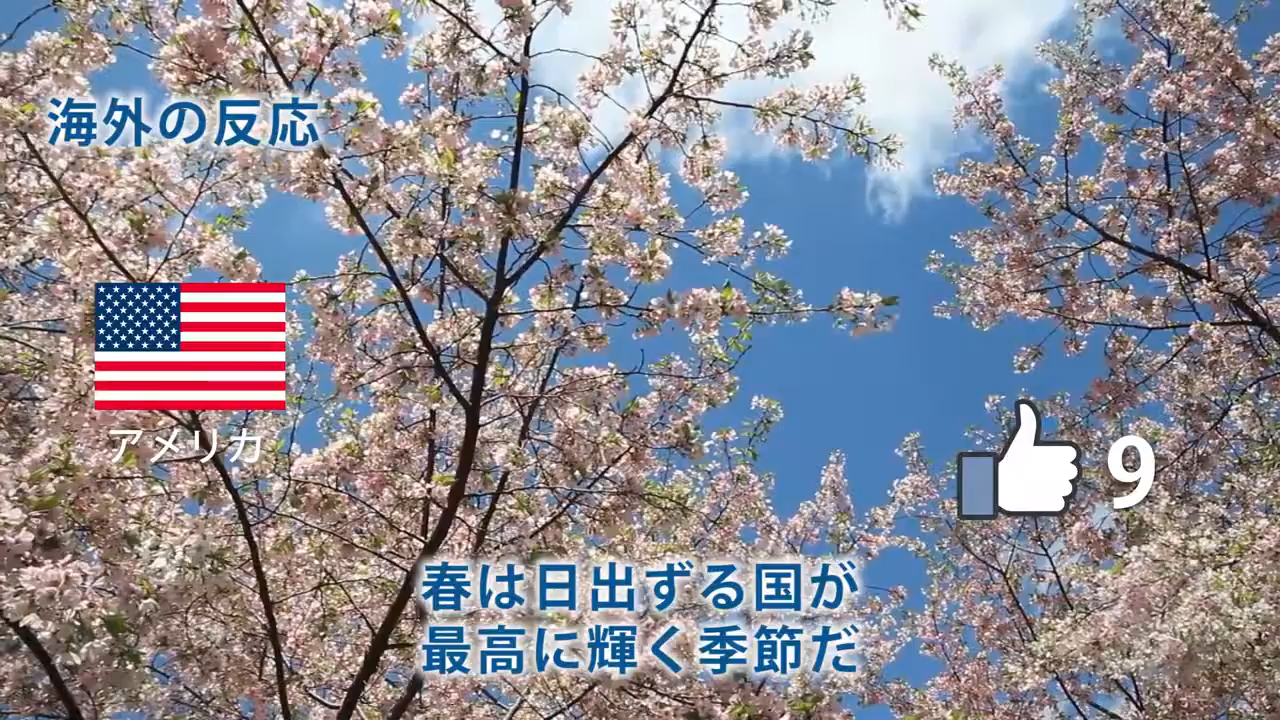 海外の反応
アメリカ
9
春は日出ずる国が
最高に輝く季節だ